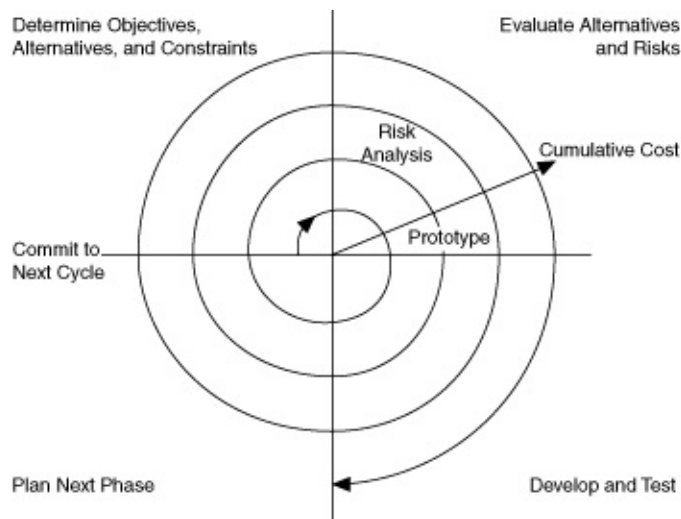 Determine Objectives,
Alternatives, and Constraints
Evaluate Alternatives
and Risks
Risk
Analysis
Cumulative Cost
Prototype
Commit to
Next Cycle
Plan Next Phase
Develop and Test